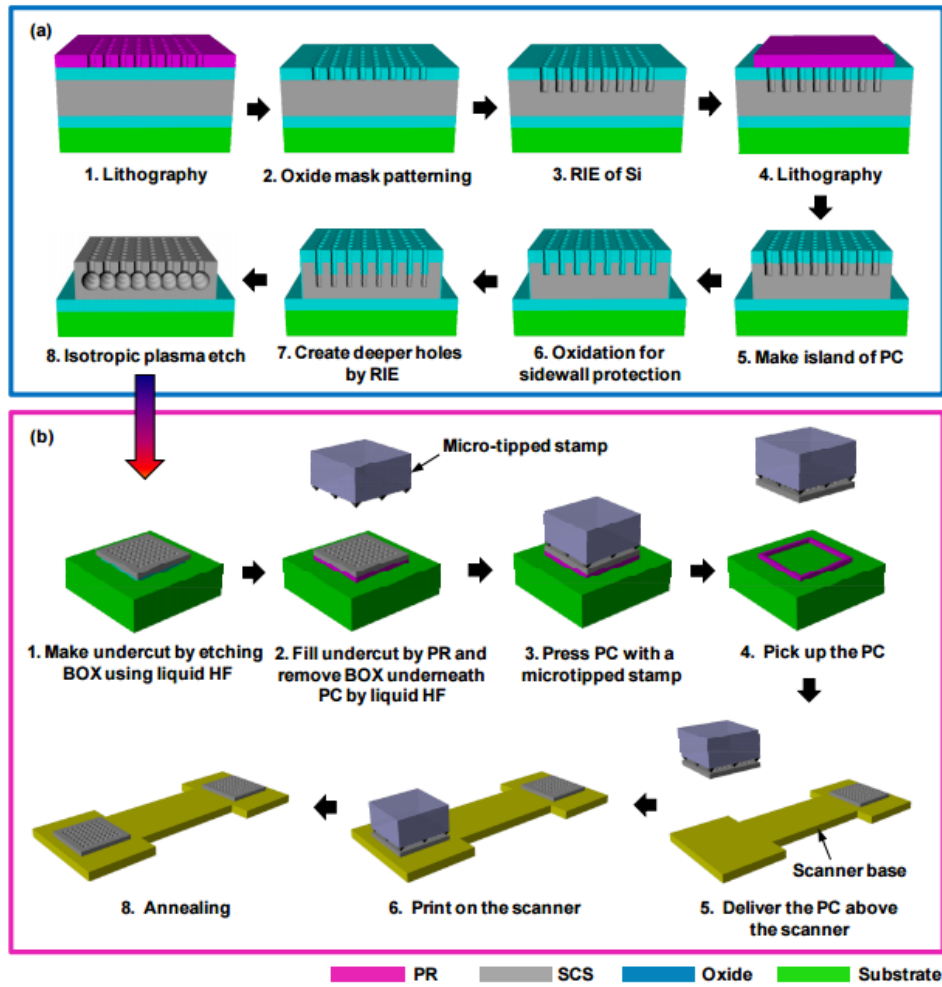 (a)
1. Lithography
2. Oxide mask patterning
3. RIE of Si
4. Lithography
8. Isotropic plasma etch
7. Create deeper holes
by RIE
6. Oxidation for
sidewall protection
5. Make island of PC
(b)
Micro-tipped stamp
1. Make undercut by etching
BOX using liquid HF
2. Fill undercut by PR and
remove BOX underneath
PC by liquid HF
3. Press PC with a
microtipped stamp
4. Pick up the PC
Scanner base
8. Annealing
6. Print on the scanner
5. Deliver the PC above
the scanner
PR
SCS
Oxide
Substrate